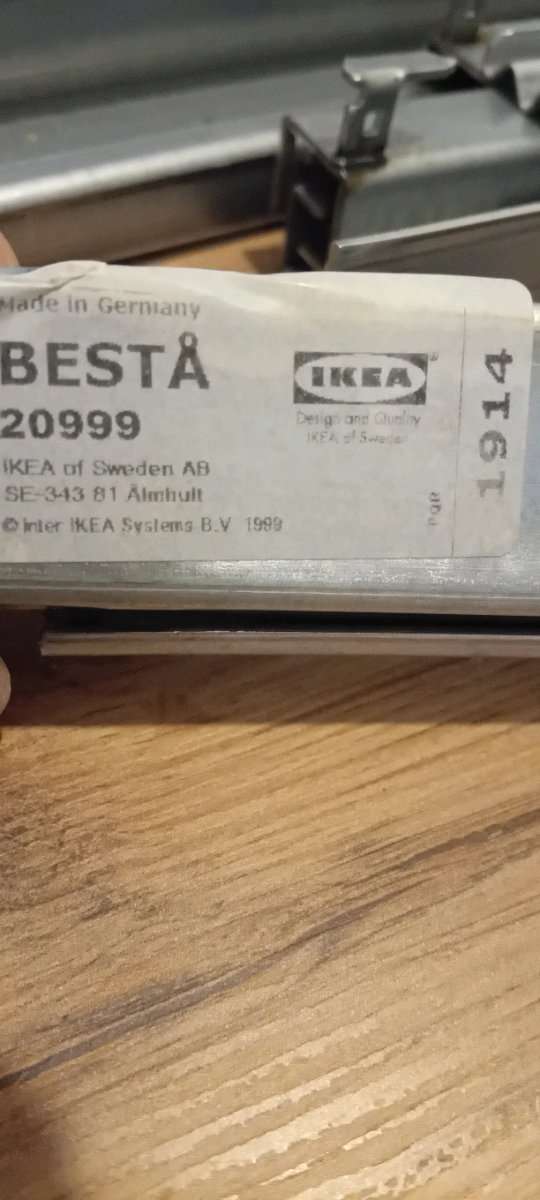 Made in Germany
BESTÅ
20999
IKEA of Sweden AB
SE-343 81 Älmhult
© Inter IKEA Systems B.V. 1999
IKEA®
Design and Quality
IKEA of Sweden
PQR
1914